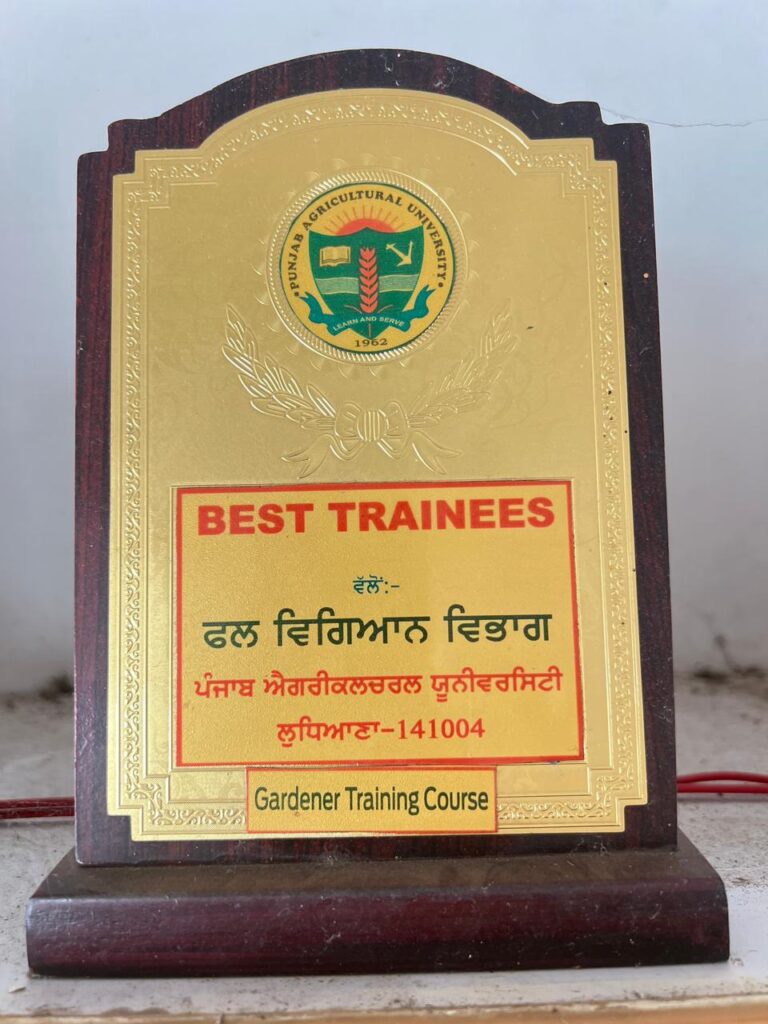 PUNJAB AGRICULTURAL UNIVERSITY
LEARN AND SERVE
1962
BEST TRAINEES
ਵੱਲੋਂ:-
ਫਲ ਵਿਗਿਆਨ ਵਿਭਾਗ
ਪੰਜਾਬ ਐਗਰੀਕਲਚਰਲ ਯੂਨੀਵਰਸਿਟੀ
ਲੁਧਿਆਣਾ-141004
Gardener Training Course